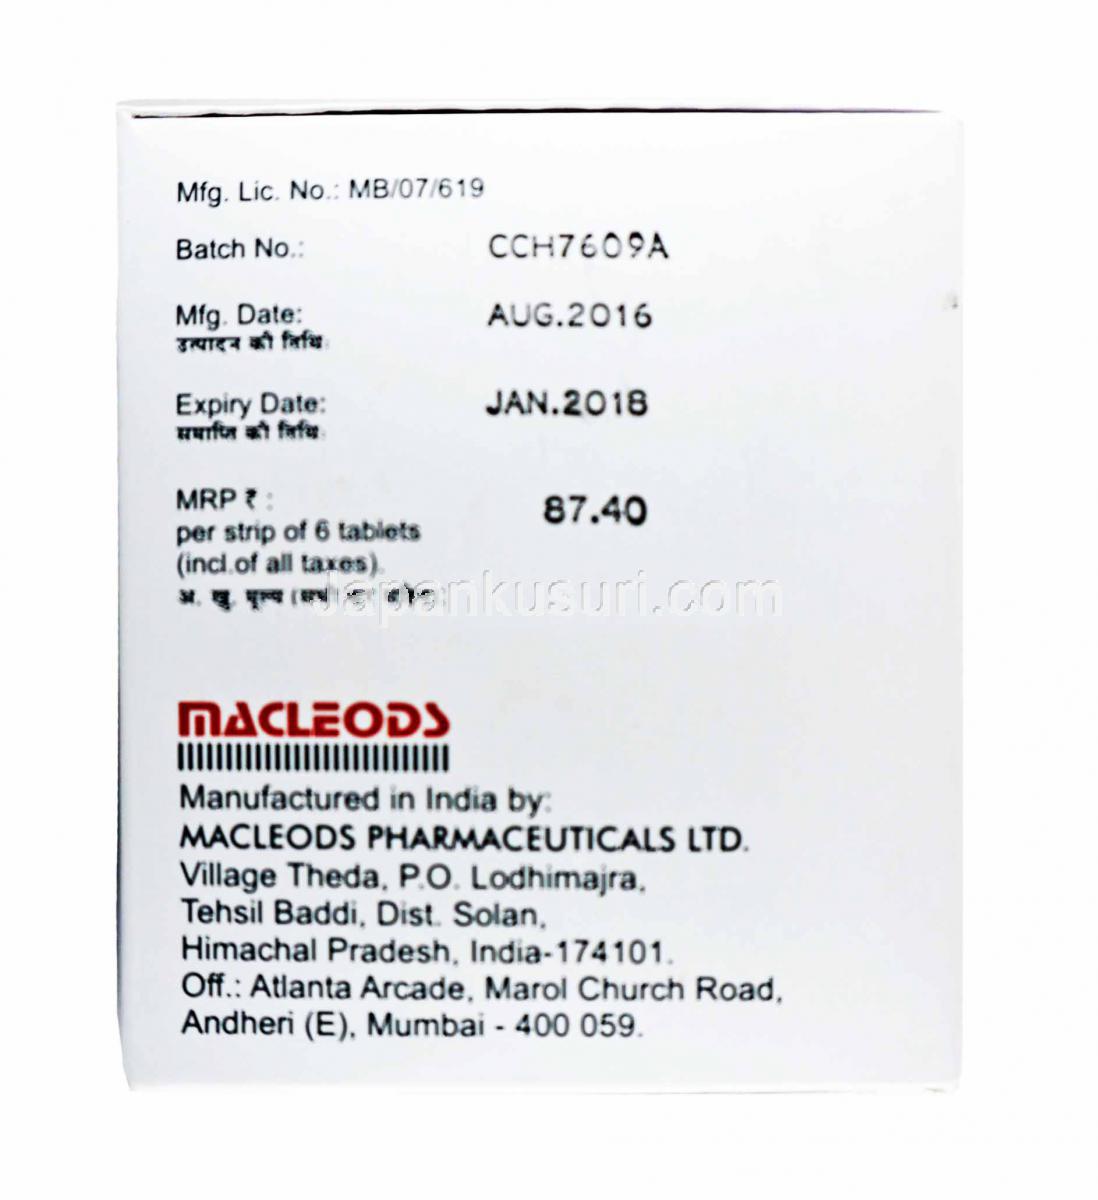 Mfg. Lic. No.: MB/07/619
Batch No.: CCH7609A
Mfg. Date: AUG.2016
उत्पादन की तिथि:
Expiry Date: JAN.2018
समाप्ति की तिथि:
MRP ₹ : 87.40
per strip of 6 tablets
(incl.of all taxes).
अ. खु. मूल्य
Japankusuri.com
MACLEODS
Manufactured in India by:
MACLEODS PHARMACEUTICALS LTD.
Village Theda, P.O. Lodhimajra,
Tehsil Baddi, Dist. Solan,
Himachal Pradesh, India-174101.
Off.: Atlanta Arcade, Marol Church Road,
Andheri (E), Mumbai - 400 059.